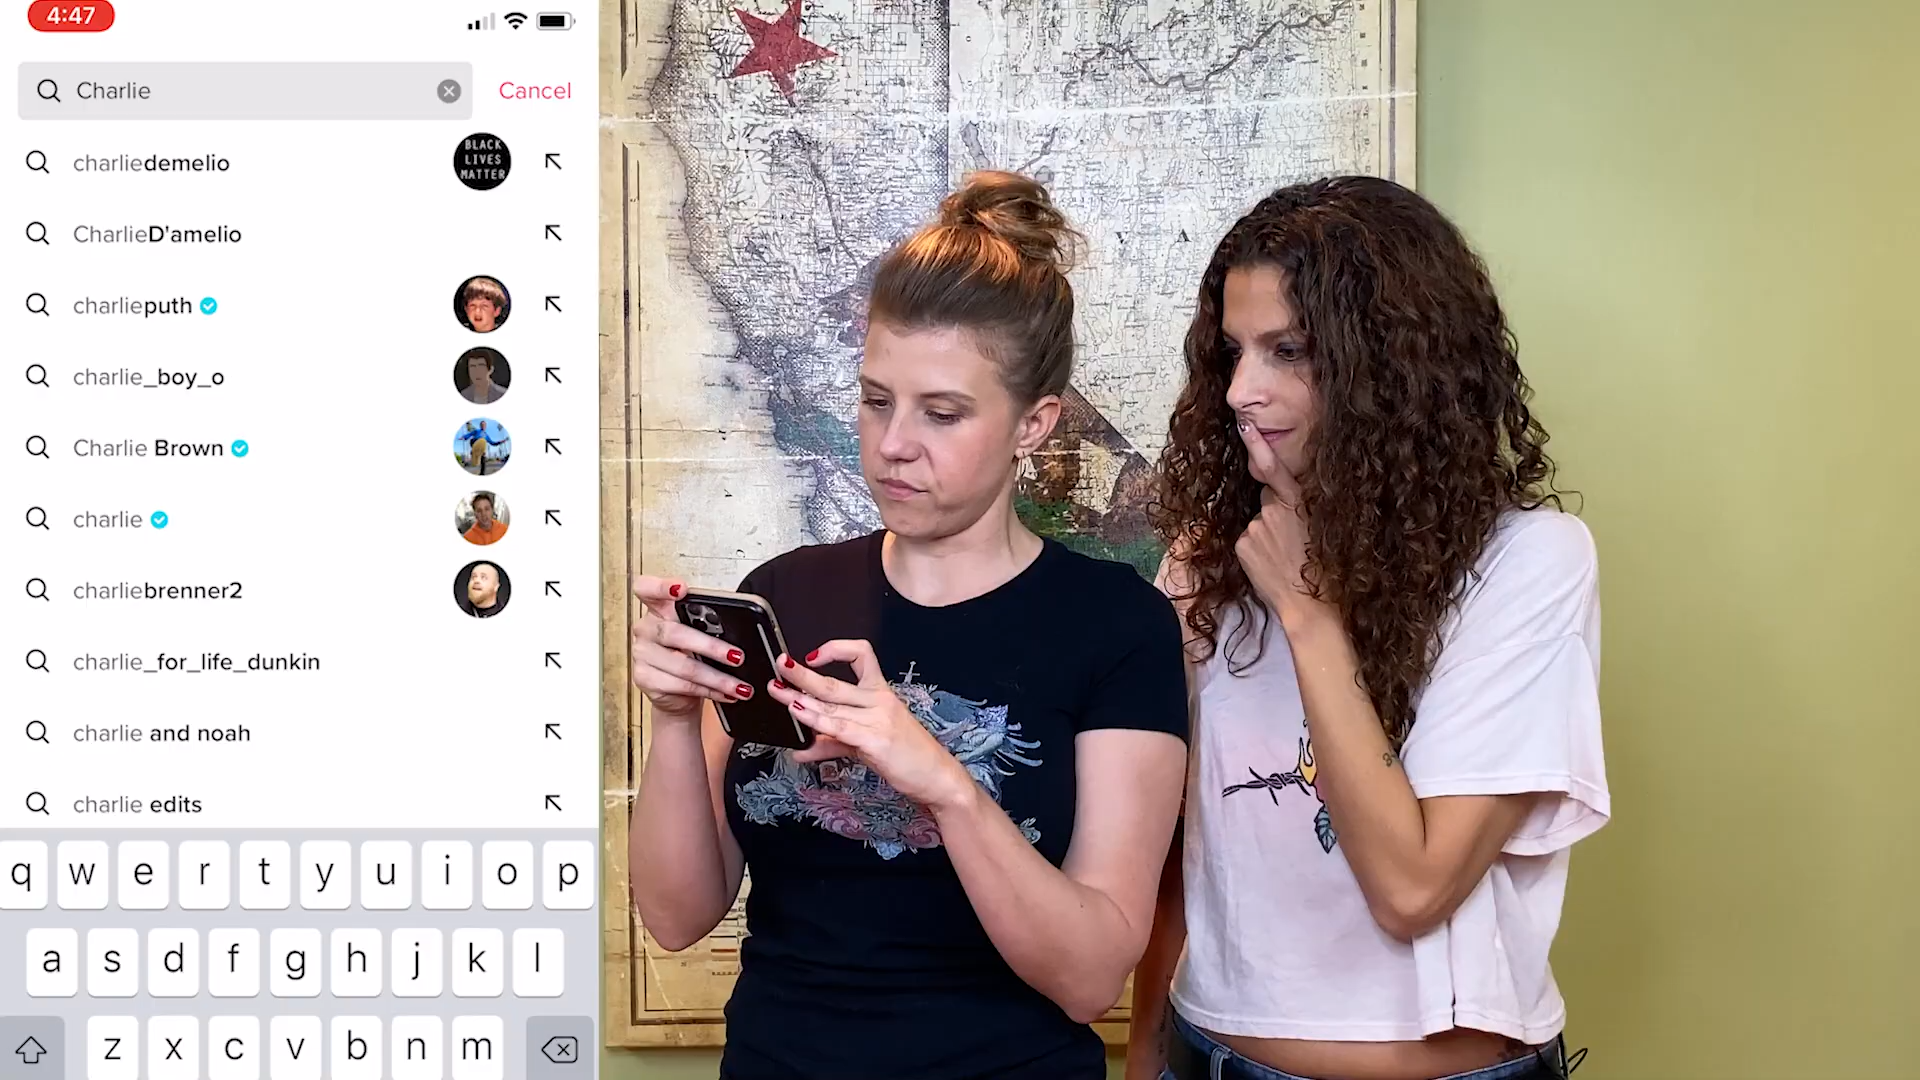 4:47
Charlie
Cancel
charliedemelio
BLACK
LIVES
MATTER
CharlieD'amelio
charlieputh
charlie_boy_o
Charlie Brown
charlie
charliebrenner2
charlie_for_life_dunkin
charlie and noah
charlie edits
q w e r t y u i o p
a s d f g h j k l
z x c v b n m
V A